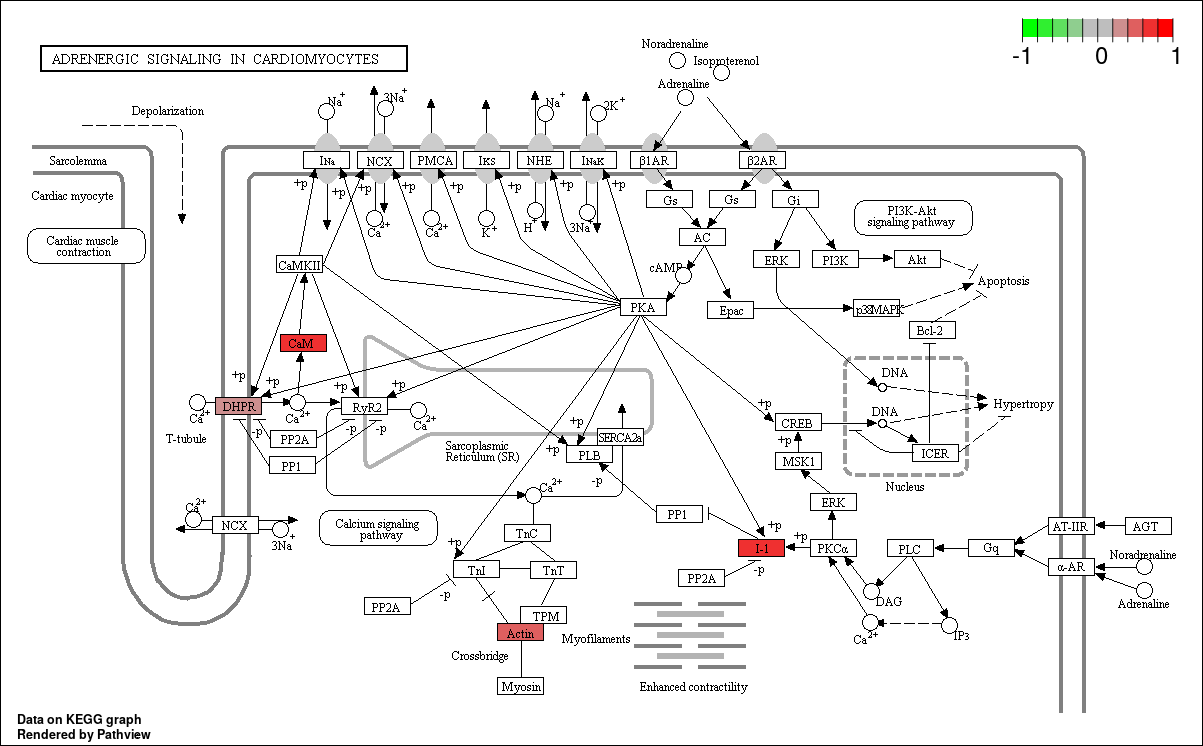 ADRENERGIC SIGNALING IN CARDIOMYOCYTES
-1 0 1
Noradrenaline
Isoproterenol
Adrenaline
Depolarization
Na+
3Na+
Na+
2K+
Sarcolemma
INa
NCX
PMCA
IKS
NHE
INaK
β1AR
β2AR
+p
+p
+p
+p
+p
+p
+p
+p
Cardiac myocyte
Gs
Gs
Gi
PI3K-Akt
signaling pathway
Ca2+
Ca2+
K+
H+
3Na+
Cardiac muscle
contraction
AC
CaMKII
cAMP
ERK
PI3K
Akt
Apoptosis
PKA
Epac
p38MAPK
Bcl-2
CaM
+p
+p
+p
+p
DNA
Ca2+
DHPR
Ca2+
RyR2
Ca2+
+p
Hypertropy
DNA
CREB
T-tubule
-p
PP2A
-p
-p
+p
SERCA2a
PP1
Sarcoplasmic
Reticulum (SR)
+p
PLB
-p
MSK1
ICER
Nucleus
Ca2+
Ca2+
ERK
NCX
3Na+
Calcium signaling
pathway
TnC
PP1
+p
+p
I-1
+p
PKCα
PLC
Gq
AT-IIR
AGT
Noradrenaline
α-AR
Adrenaline
TnI
TnT
-p
PP2A
-p
PP2A
TPM
DAG
Ca2+
IP3
Actin
Myofilaments
Crossbridge
Myosin
Enhanced contractility
Data on KEGG graph
Rendered by Pathview